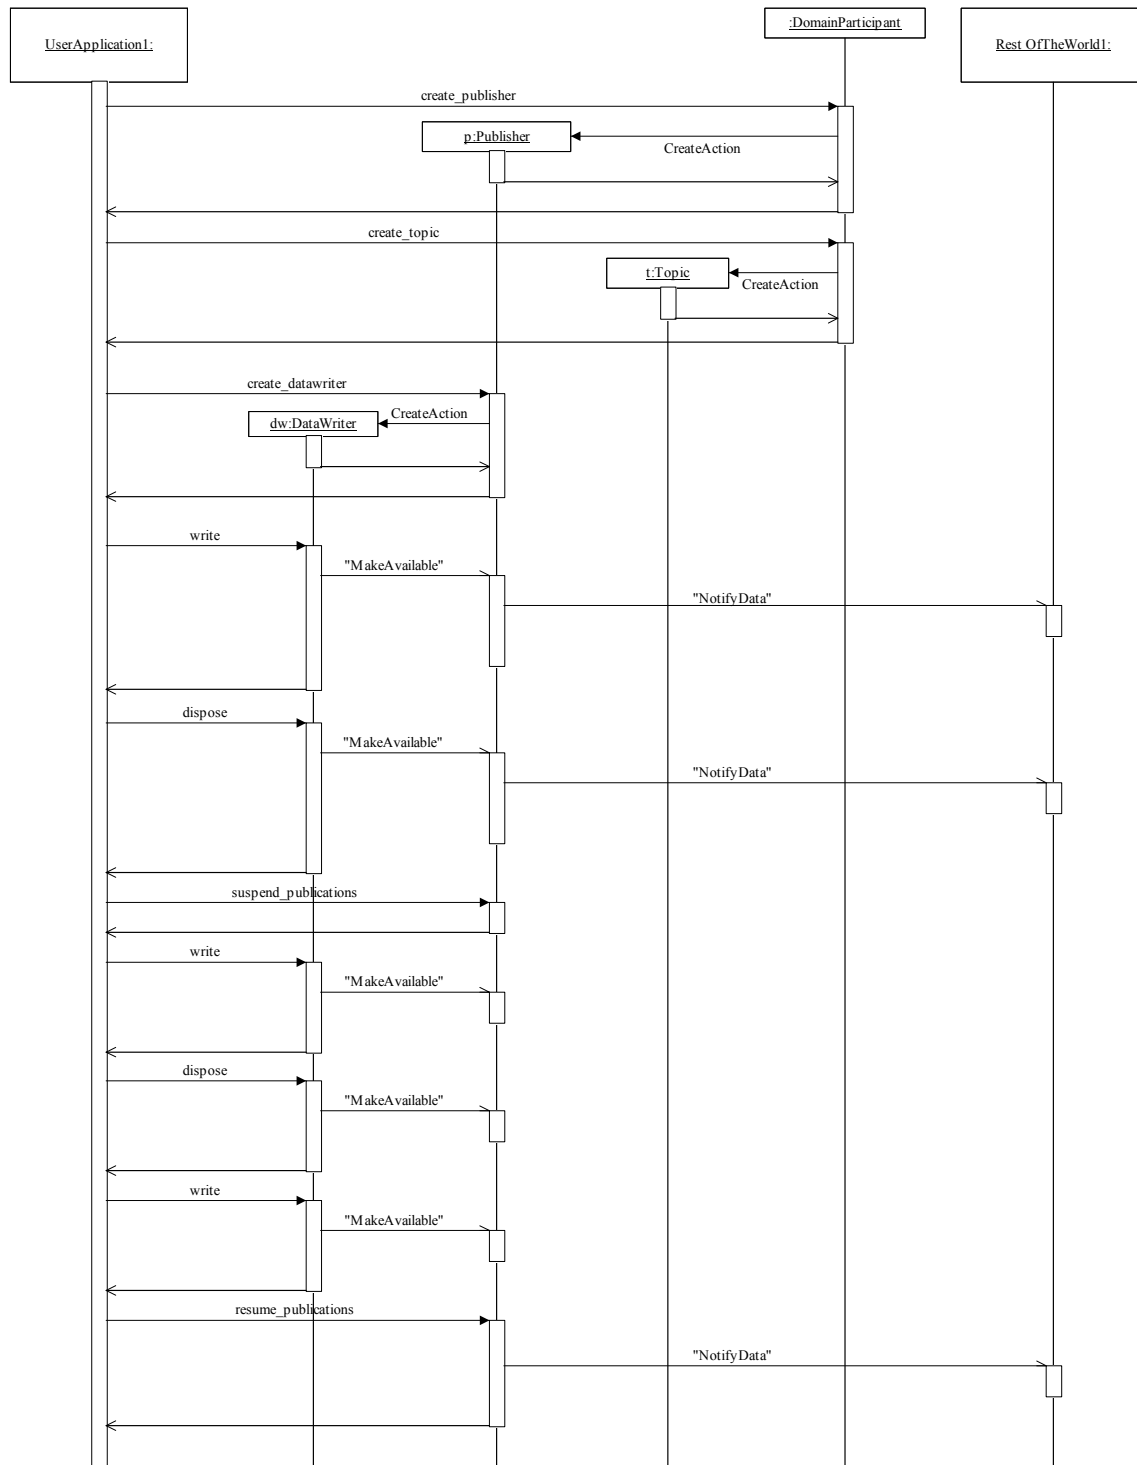 UserApplication1:
:DomainParticipant
Rest OfTheWorld1:
create_publisher
p:Publisher
CreateAction
create_topic
t:Topic
CreateAction
create_datawriter
dw:DataWriter
CreateAction
write
"MakeAvailable"
"NotifyData"
dispose
"MakeAvailable"
"NotifyData"
suspend_publications
write
"MakeAvailable"
dispose
"MakeAvailable"
write
"MakeAvailable"
resume_publications
"NotifyData"